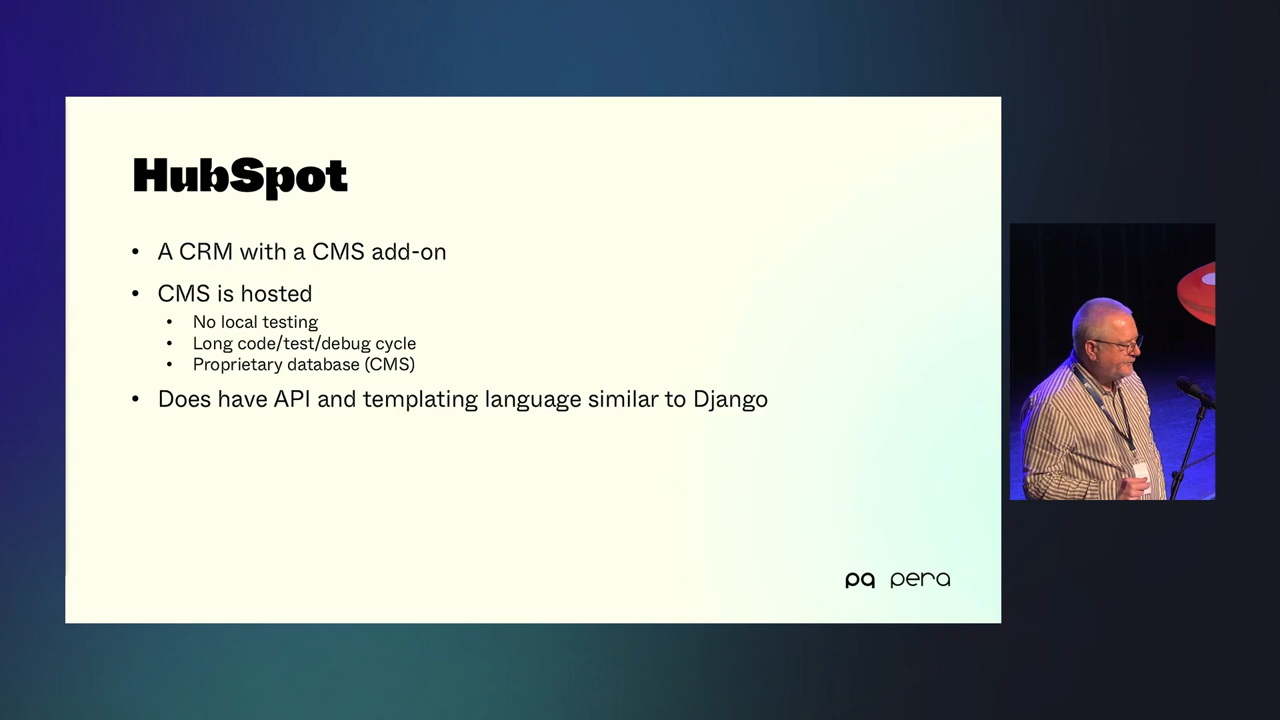 HubSpot
• A CRM with a CMS add-on
• CMS is hosted
• No local testing
• Long code/test/debug cycle
• Proprietary database (CMS)
• Does have API and templating language similar to Django
pq pera